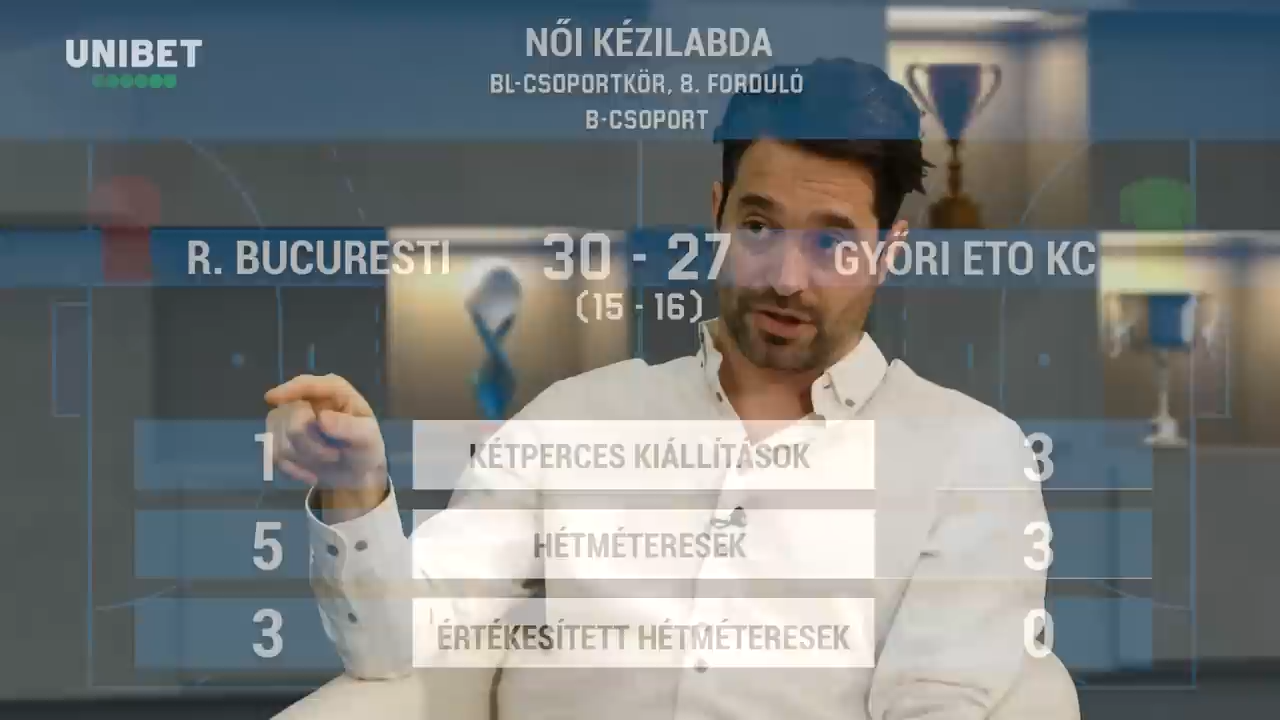 UNIBET
NŐI KÉZILABDA
BL-CSOPORTKÖR, 8. FORDULÓ
B-CSOPORT
R. BUCURESTI 30 - 27 GYŐRI ETO KC
(15 - 16)
1 KÉTPERCES KIÁLLÍTÁSOK 3
5 HÉTMÉTERESEK 3
3 ÉRTÉKESÍTETT HÉTMÉTERESEK 0